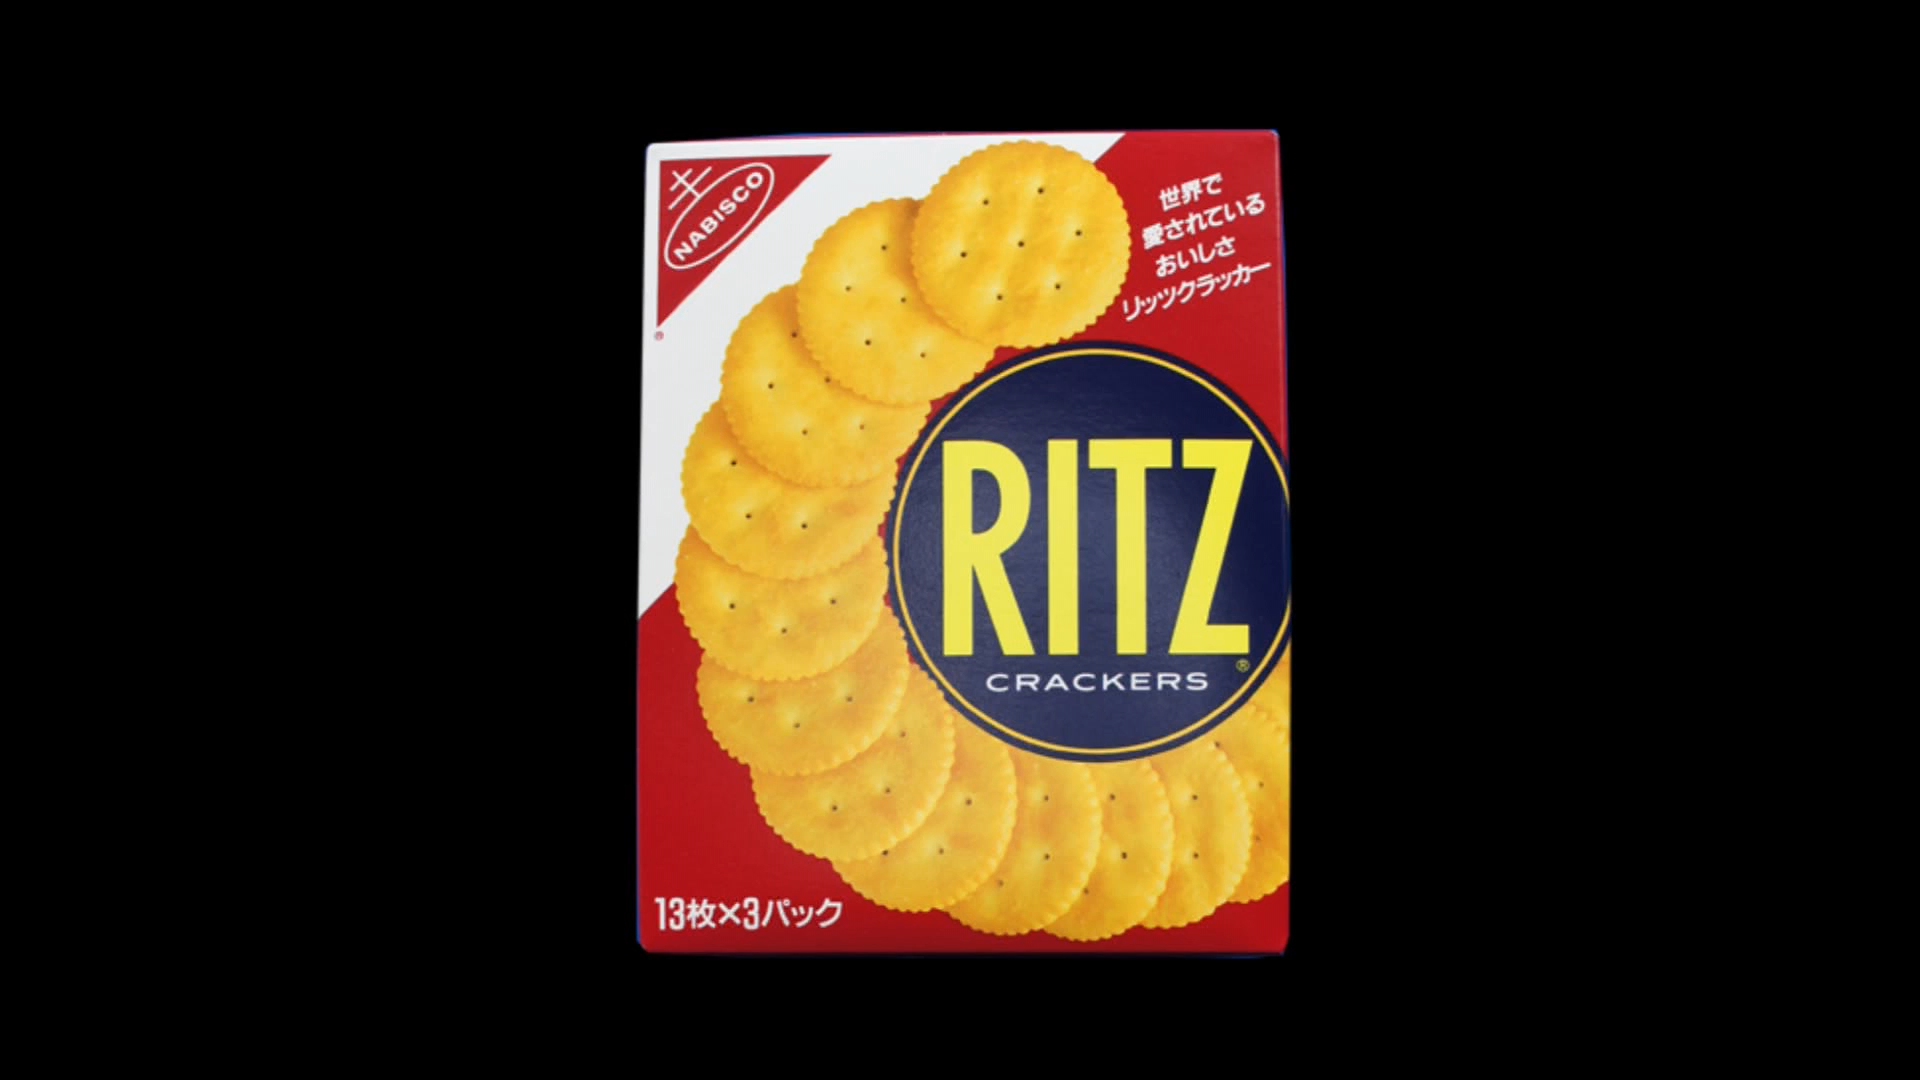 NABISCO
®
世界で
愛されている
おいしさ
リッツクラッカー
RITZ
®
CRACKERS
13枚×3パック